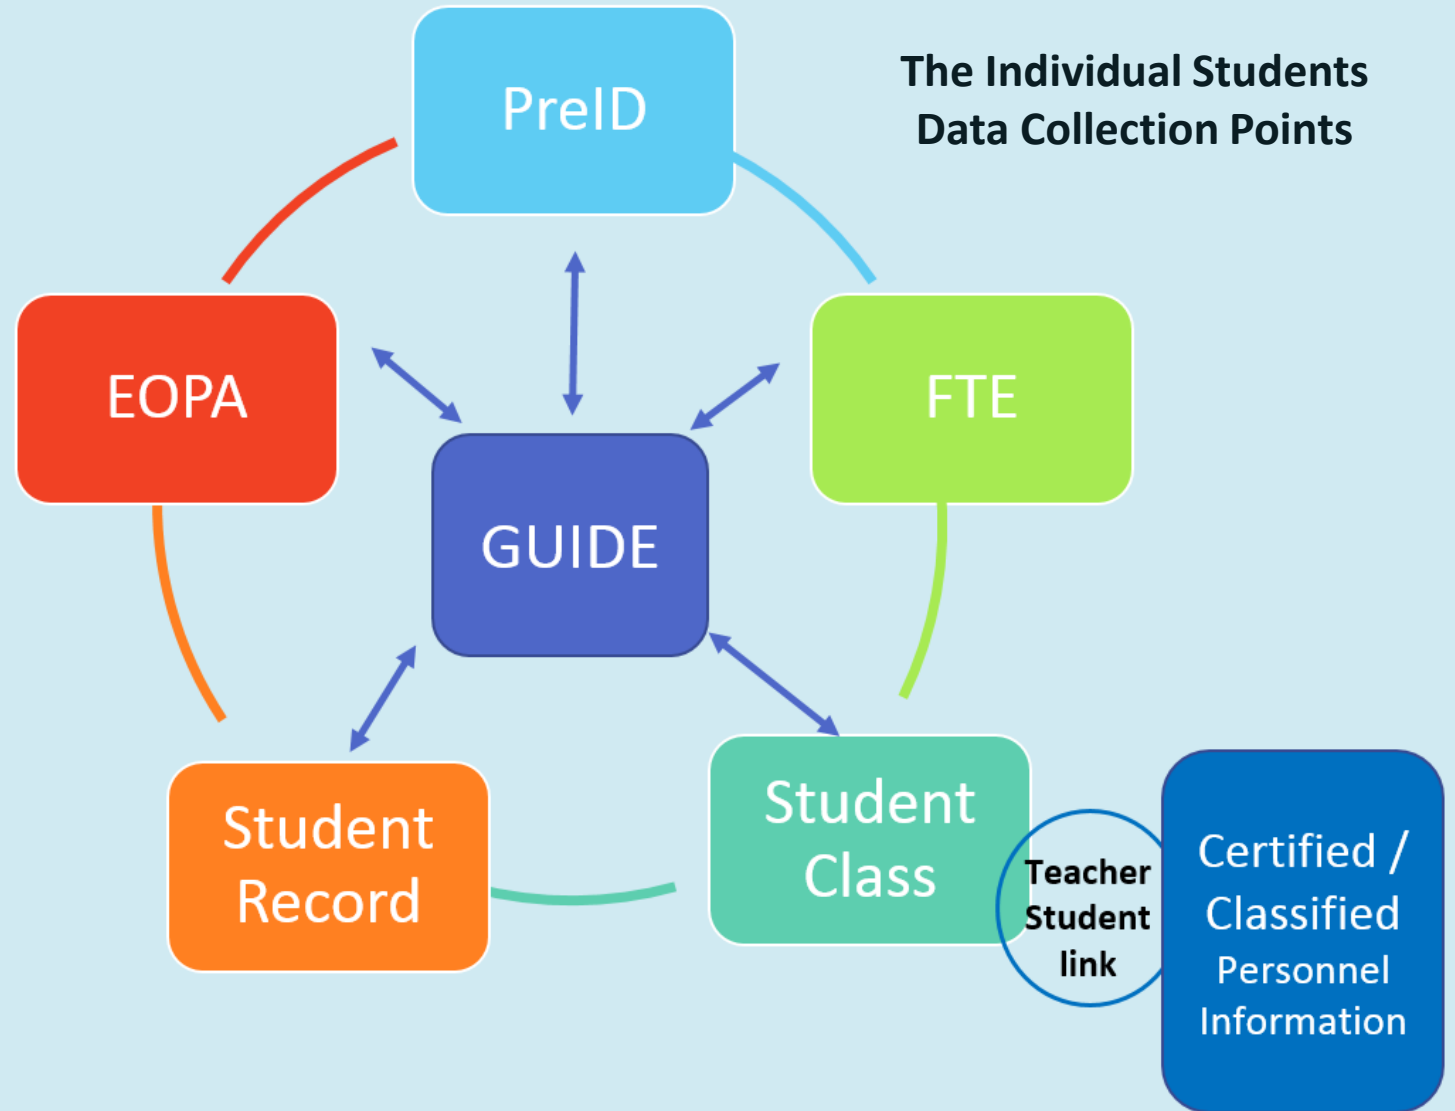 The Individual Students
Data Collection Points
PreID
EOPA
FTE
GUIDE
Student
Record
Student
Class
Teacher
Student
link
Certified /
Classified
Personnel
Information